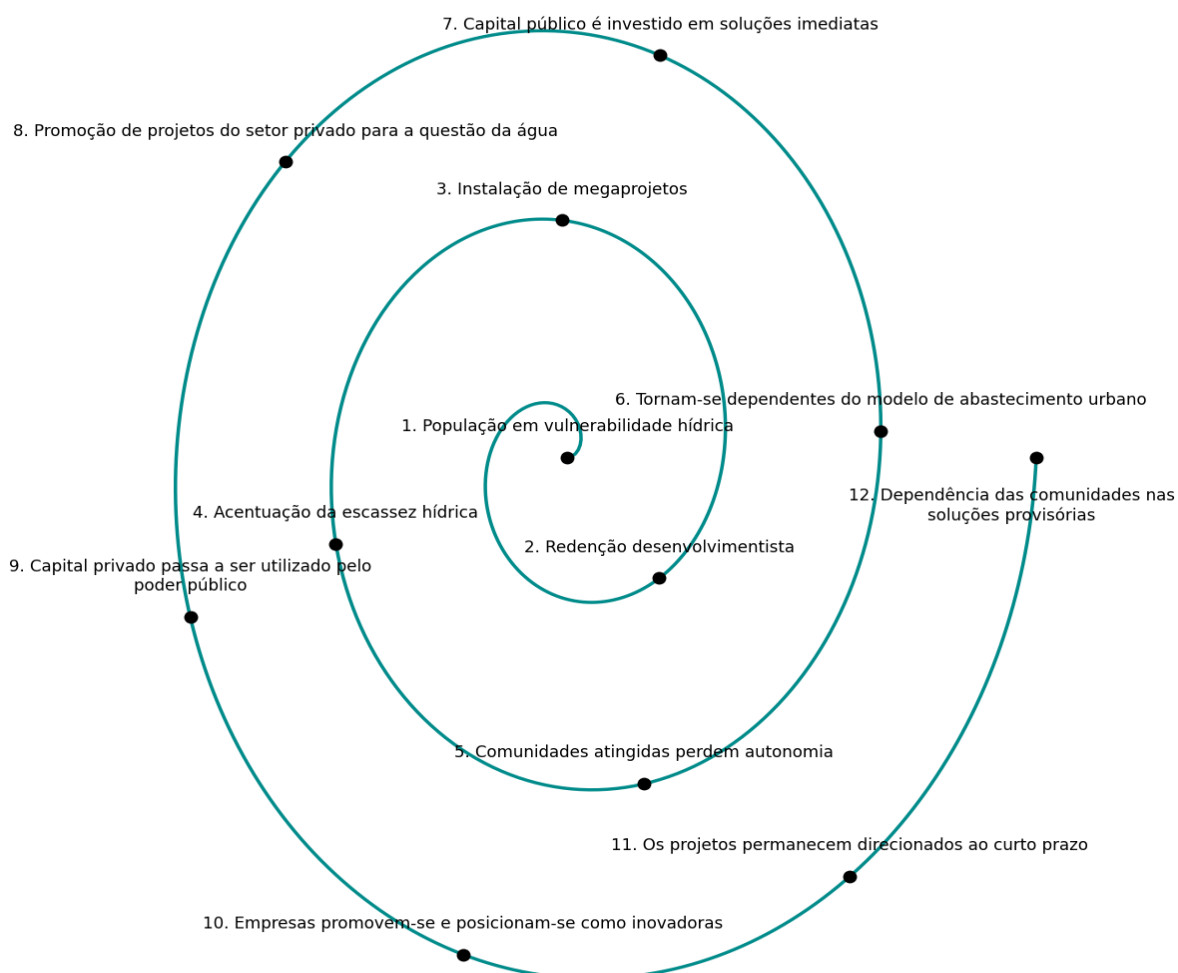 7. Capital público é investido em soluções imediatas
8. Promoção de projetos do setor privado para a questão da água
3. Instalação de megaprojetos
6. Tornam-se dependentes do modelo de abastecimento urbano
1. População em vulnerabilidade hídrica
12. Dependência das comunidades nas
soluções provisórias
4. Acentuação da escassez hídrica
2. Redenção desenvolvimentista
9. Capital privado passa a ser utilizado pelo
poder público
5. Comunidades atingidas perdem autonomia
11. Os projetos permanecem direcionados ao curto prazo
10. Empresas promovem-se e posicionam-se como inovadoras